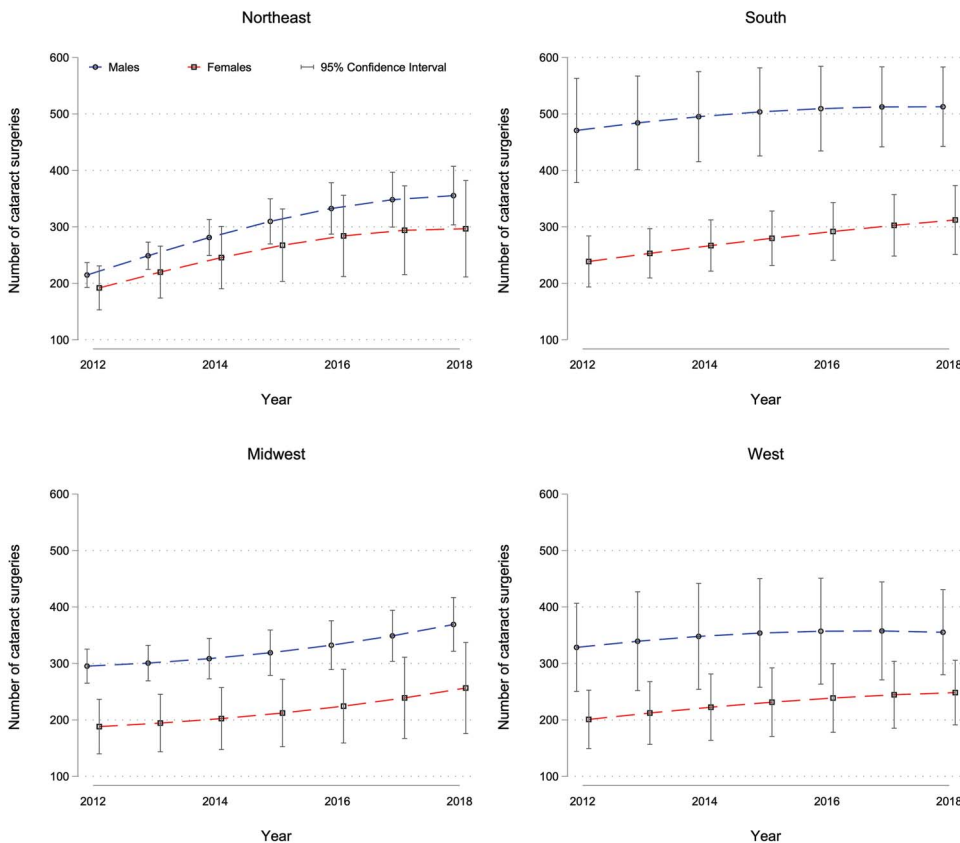 Northeast
Males Females 95% Confidence Interval
Number of cataract surgeries
600
500
400
300
200
100
2012 2014 2016 2018
Year
South
Number of cataract surgeries
600
500
400
300
200
100
2012 2014 2016 2018
Year
Midwest
Number of cataract surgeries
600
500
400
300
200
100
2012 2014 2016 2018
Year
West
Number of cataract surgeries
600
500
400
300
200
100
2012 2014 2016 2018
Year